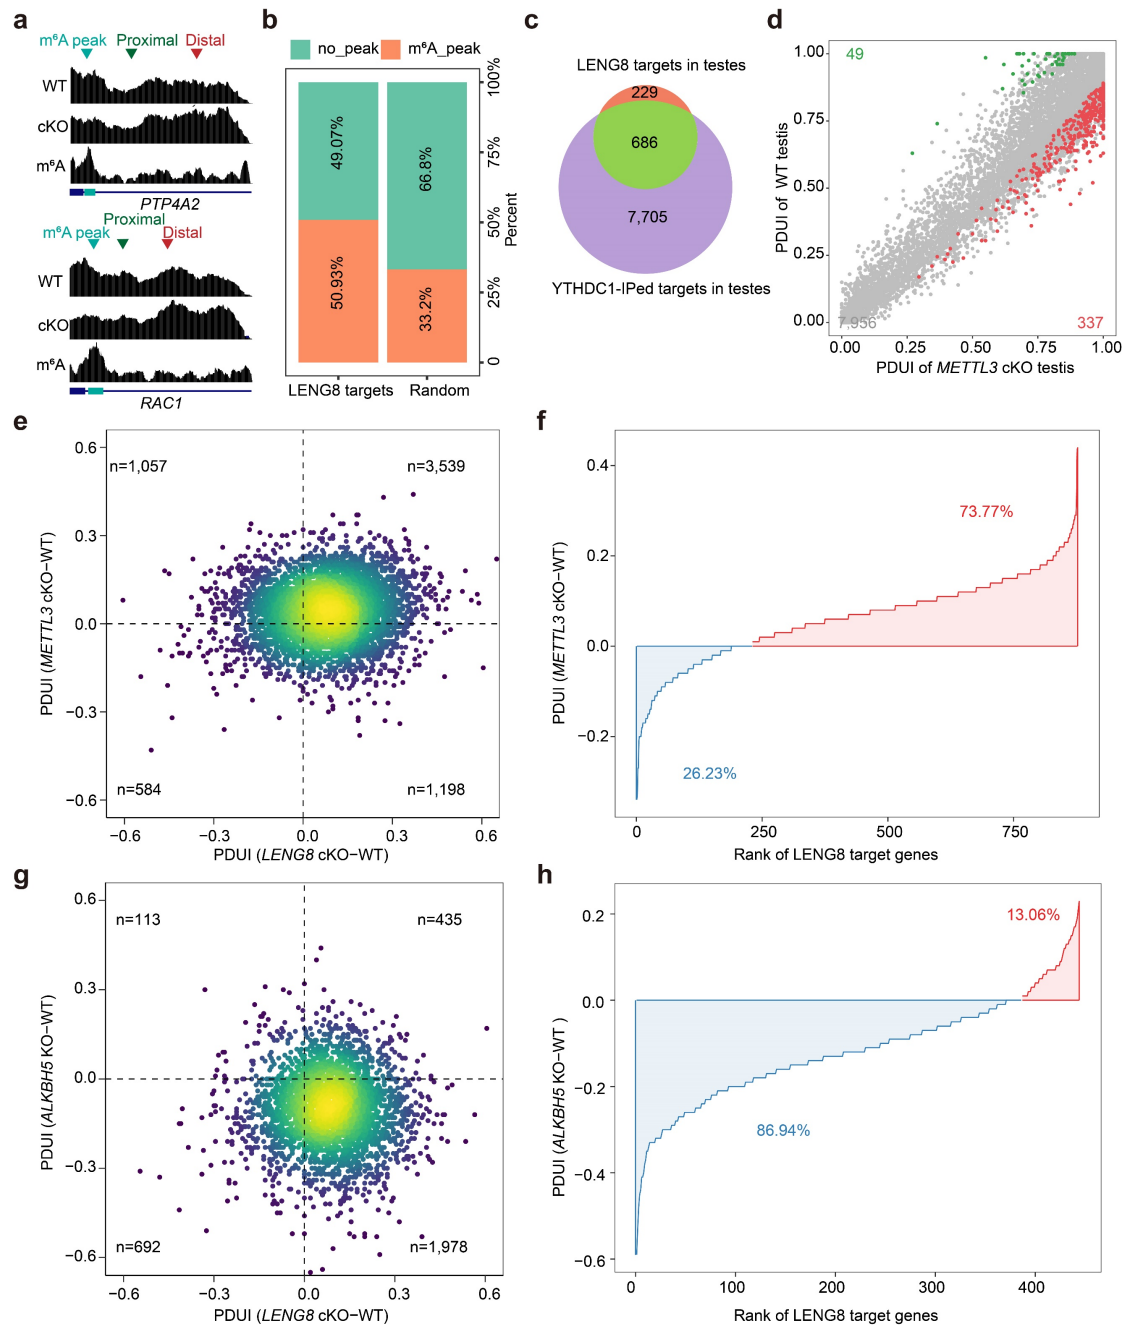 a
m⁶A peak Proximal Distal
WT
cKO
m⁶A
PTP4A2
Proximal
m⁶A peak Distal
WT
cKO
m⁶A
RAC1
b
no_peak m⁶A_peak
49.07%
50.93%
66.8%
33.2%
100%
75%
50%
25%
0
Percent
LENG8 targets Random
c
LENG8 targets in testes
229
686
7,705
YTHDC1-IPed targets in testes
d
PDUI of WT testis
1.00
0.75
0.50
0.25
0.00
49
7,956
337
0.00 0.25 0.50 0.75 1.00
PDUI of METTL3 cKO testis
e
PDUI (METTL3 cKO−WT)
0.6
0.3
0.0
−0.3
−0.6
n=1,057 n=3,539
n=584 n=1,198
−0.6 −0.3 0.0 0.3 0.6
PDUI (LENG8 cKO−WT)
f
PDUI (METTL3 cKO−WT)
0.4
0.2
0.0
−0.2
73.77%
26.23%
0 250 500 750
Rank of LENG8 target genes
g
PDUI (ALKBH5 KO−WT)
0.6
0.3
0.0
−0.3
−0.6
n=113 n=435
n=692 n=1,978
−0.6 −0.3 0.0 0.3 0.6
PDUI (LENG8 cKO−WT)
h
PDUI (ALKBH5 KO−WT )
0.2
0.0
−0.2
−0.4
−0.6
13.06%
86.94%
0 100 200 300 400
Rank of LENG8 target genes